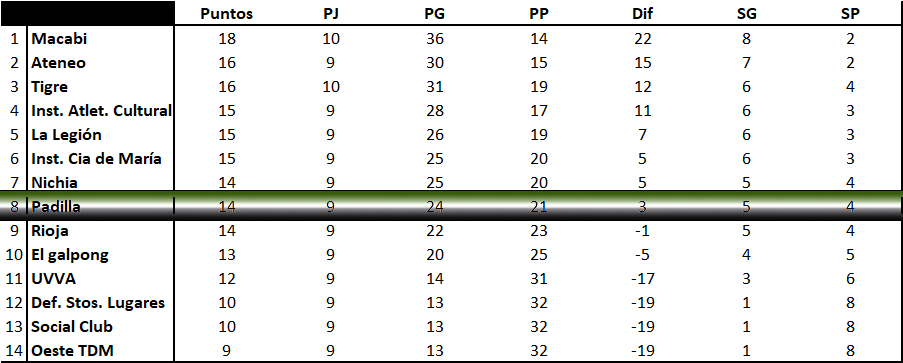 Puntos PJ PG PP Dif SG SP
1 Macabi 18 10 36 14 22 8 2
2 Ateneo 16 9 30 15 15 7 2
3 Tigre 16 10 31 19 12 6 4
4 Inst. Atlet. Cultural 15 9 28 17 11 6 3
5 La Legión 15 9 26 19 7 6 3
6 Inst. Cia de María 15 9 25 20 5 6 3
7 Nichia 14 9 25 20 5 5 4
8 Padilla 14 9 24 21 3 5 4
9 Rioja 14 9 22 23 -1 5 4
10 El galpong 13 9 20 25 -5 4 5
11 UVVA 12 9 14 31 -17 3 6
12 Def. Stos. Lugares 10 9 13 32 -19 1 8
13 Social Club 10 9 13 32 -19 1 8
14 Oeste TDM 9 9 13 32 -19 1 8